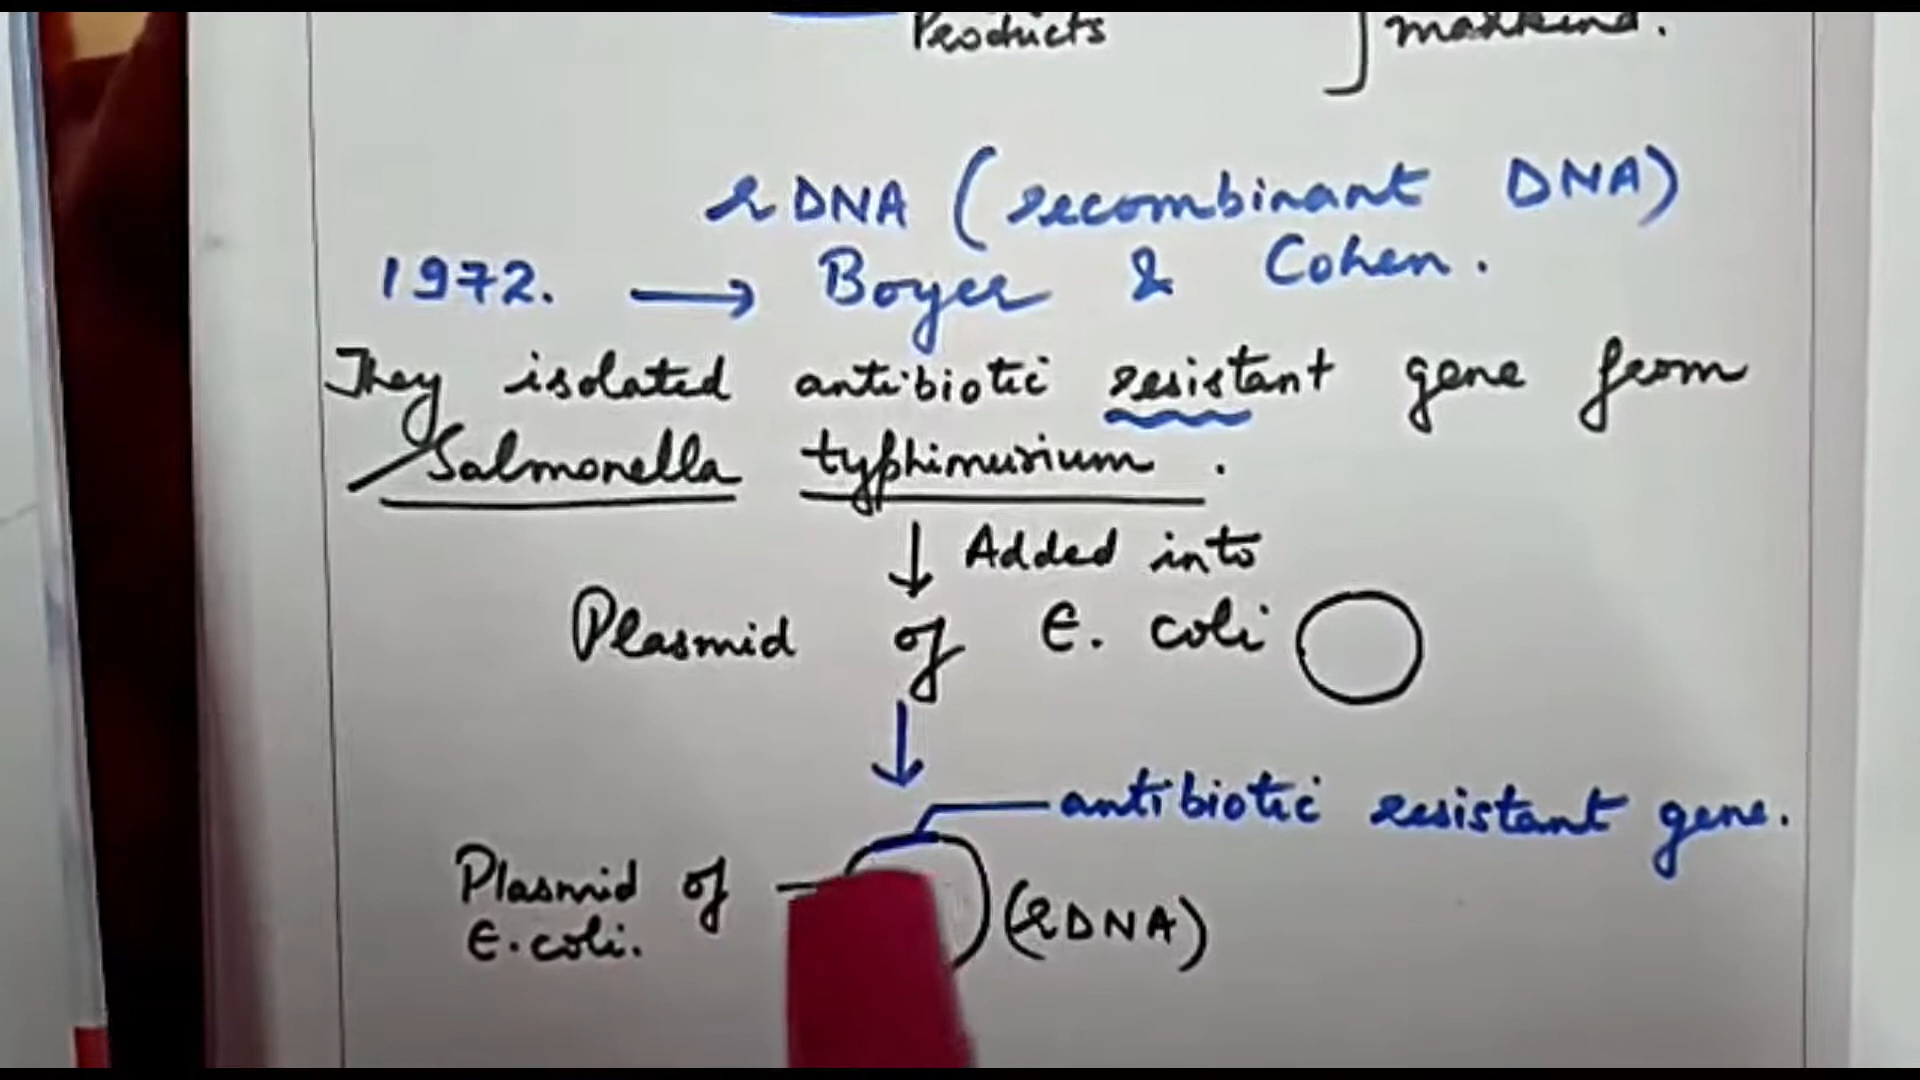 Products
mankind.
rDNA (recombinant DNA)
1972. → Boyer & Cohen.
They isolated antibiotic resistant gene from
Salmonella typhimurium.
↓ Added into
Plasmid of E. coli
↓
antibiotic resistant gene.
Plasmid of
E. coli.
(rDNA)